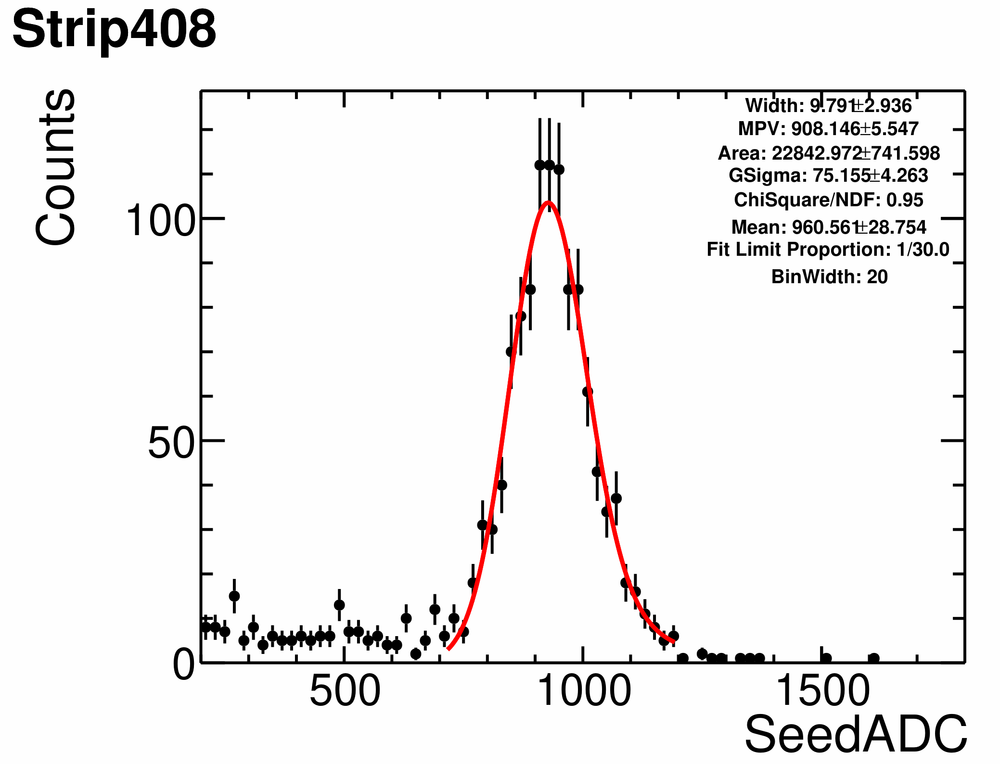 Strip408
Counts
Width: 9.791±2.936
MPV: 908.146±5.547
Area: 22842.972±741.598
GSigma: 75.155±4.263
ChiSquare/NDF: 0.95
Mean: 960.561±28.754
Fit Limit Proportion: 1/30.0
BinWidth: 20
100
50
0
500 1000 1500
SeedADC